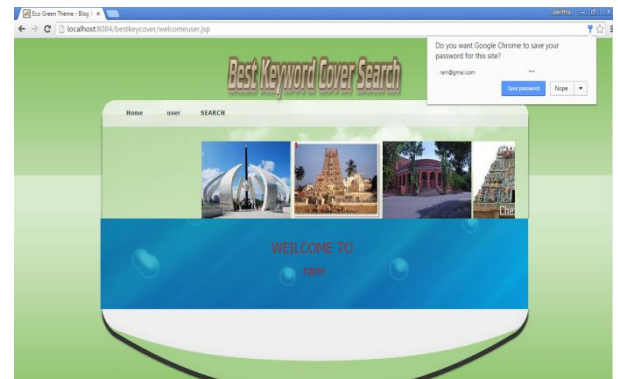 Eco Green Theme - Blog |
localhost:8084/bestkeycover/welcomeuser.jsp
Do you want Google Chrome to save your
password for this site?
ram@gmail.com ***
Save password Nope
Best Keyword Cover Search
Home user SEARCH
Che
WEILCOME TO
ram